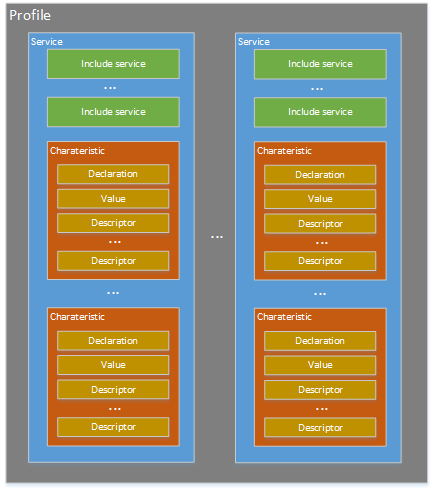 Profile
Service
Include service
...
Include service
Charateristic
Declaration
Value
Descriptor
...
Descriptor
...
Charateristic
Declaration
Value
Descriptor
...
Descriptor
...
Service
Include service
...
Include service
Charateristic
Declaration
Value
Descriptor
...
Descriptor
...
Charateristic
Declaration
Value
Descriptor
...
Descriptor